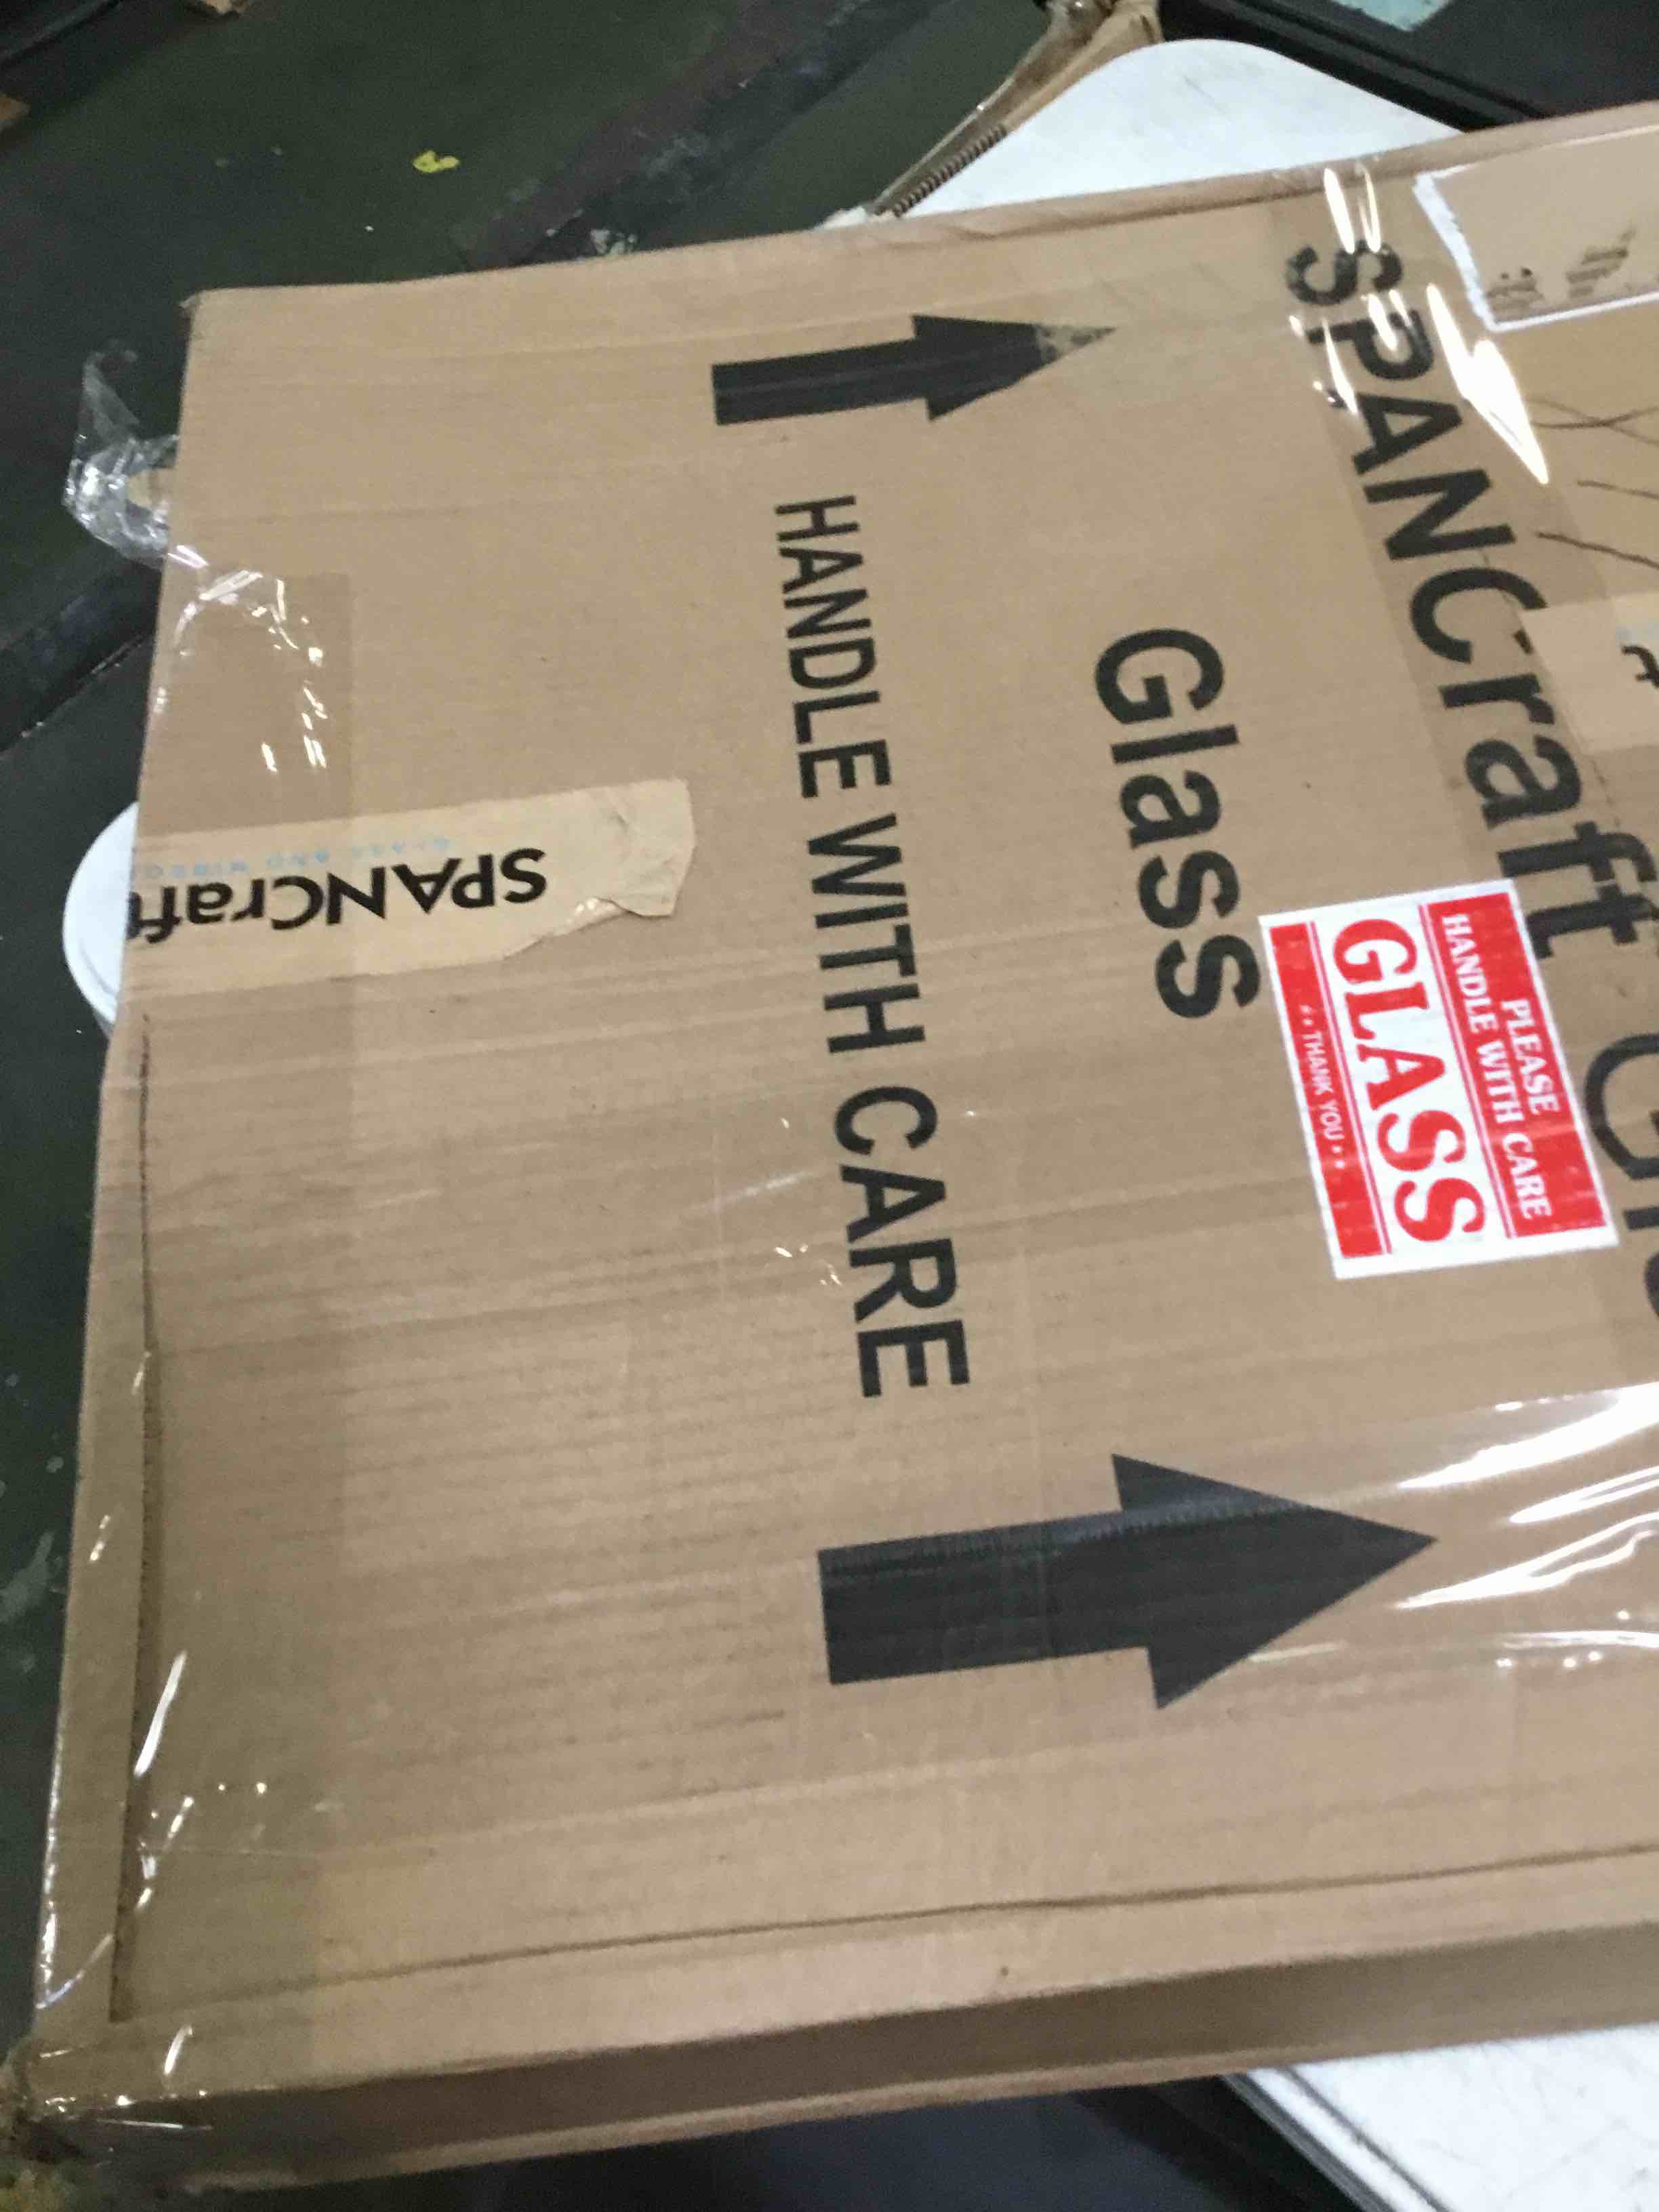 SPANCraft
Glass
HANDLE WITH CARE
PLEASE
HANDLE WITH CARE
GLASS
THANK YOU
SPANCraft